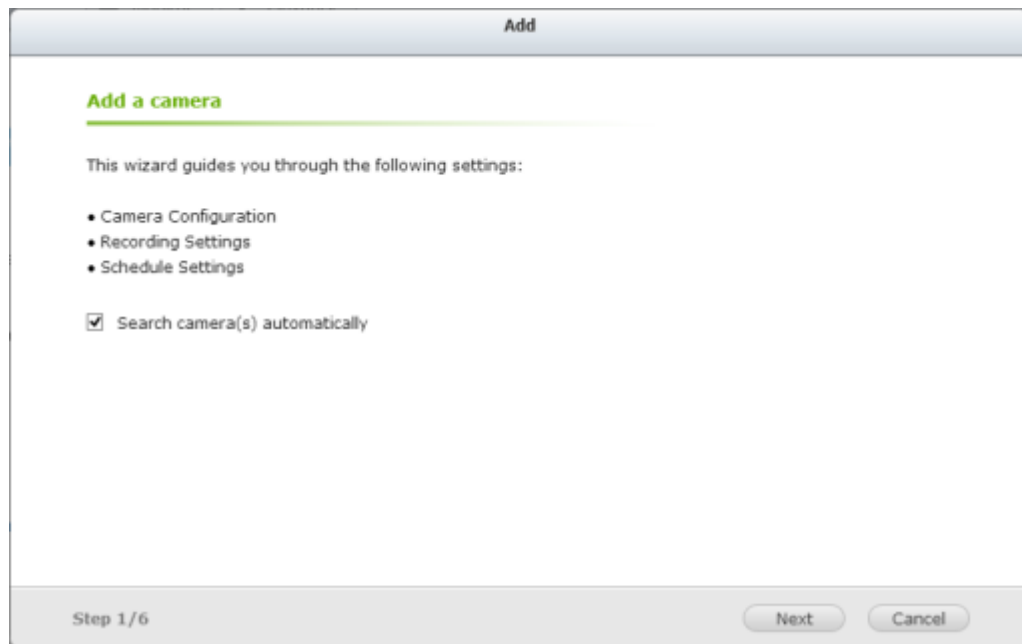 Add
Add a camera
This wizard guides you through the following settings:
• Camera Configuration
• Recording Settings
• Schedule Settings
Search camera(s) automatically
Step 1/6
Next Cancel